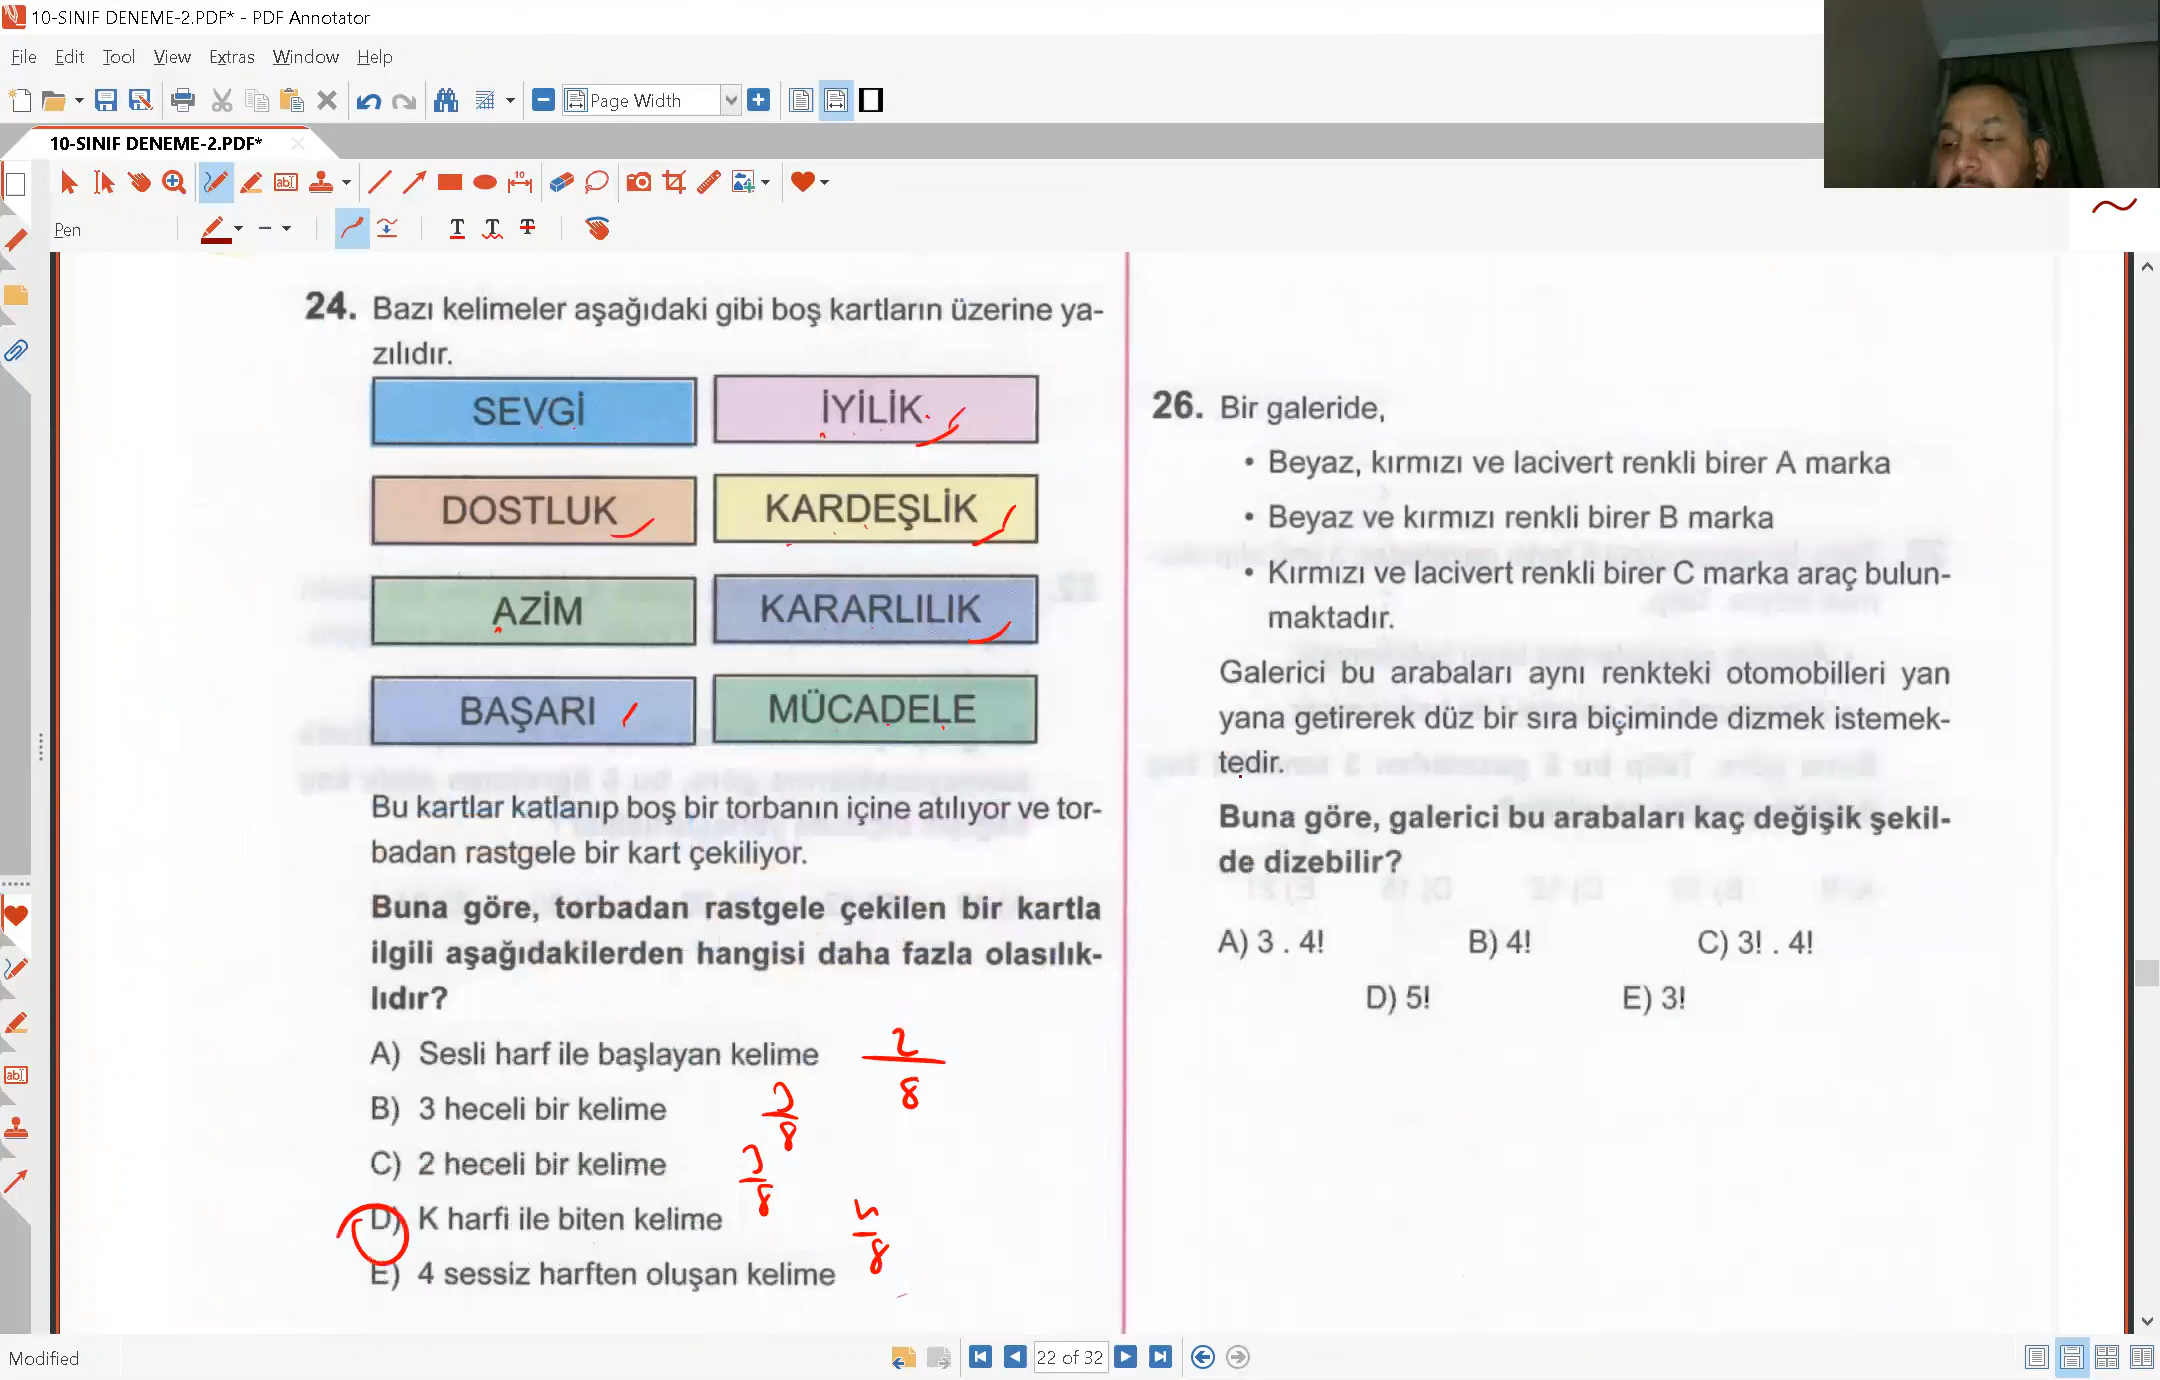 10-SINIF DENEME-2.PDF* - PDF Annotator
File Edit Tool View Extras Window Help
Page Width
10-SINIF DENEME-2.PDF*
Pen
24. Bazı kelimeler aşağıdaki gibi boş kartların üzerine ya-
zılıdır.
SEVGİ İYİLİK
DOSTLUK KARDEŞLİK
AZİM KARARLILIK
BAŞARI MÜCADELE
Bu kartlar katlanıp boş bir torbanın içine atılıyor ve tor-
badan rastgele bir kart çekiliyor.
Buna göre, torbadan rastgele çekilen bir kartla
ilgili aşağıdakilerden hangisi daha fazla olasılık-
lıdır?
A) Sesli harf ile başlayan kelime 2/8
B) 3 heceli bir kelime 3/8
C) 2 heceli bir kelime 3/8
D) K harfi ile biten kelime 4/8
E) 4 sessiz harften oluşan kelime
26. Bir galeride,
• Beyaz, kırmızı ve lacivert renkli birer A marka
• Beyaz ve kırmızı renkli birer B marka
• Kırmızı ve lacivert renkli birer C marka araç bulun-
maktadır.
Galerici bu arabaları aynı renkteki otomobilleri yan
yana getirerek düz bir sıra biçiminde dizmek istemek-
tedir.
Buna göre, galerici bu arabaları kaç değişik şekil-
de dizebilir?
A) 3 . 4! B) 4! C) 3! . 4!
D) 5! E) 3!
Modified
22 of 32